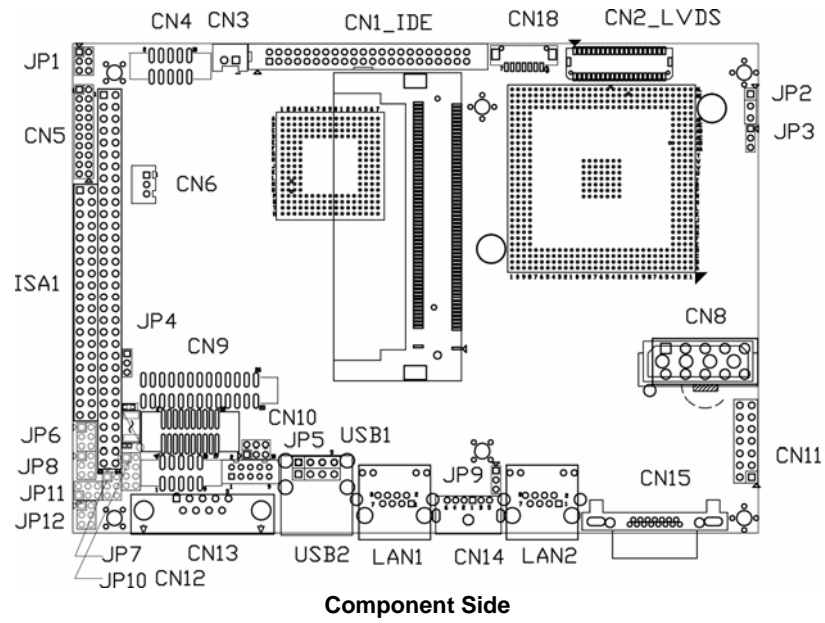 CN4 CN3 CN1_IDE CN18 CN2_LVDS
JP1
JP2
JP3
CN5
CN6
ISA1
JP4
CN8
CN9
CN10
JP6
JP5 USB1
JP8
JP9
CN11
JP11
CN15
JP12
JP7
CN13 USB2 LAN1 CN14 LAN2
JP10 CN12
Component Side